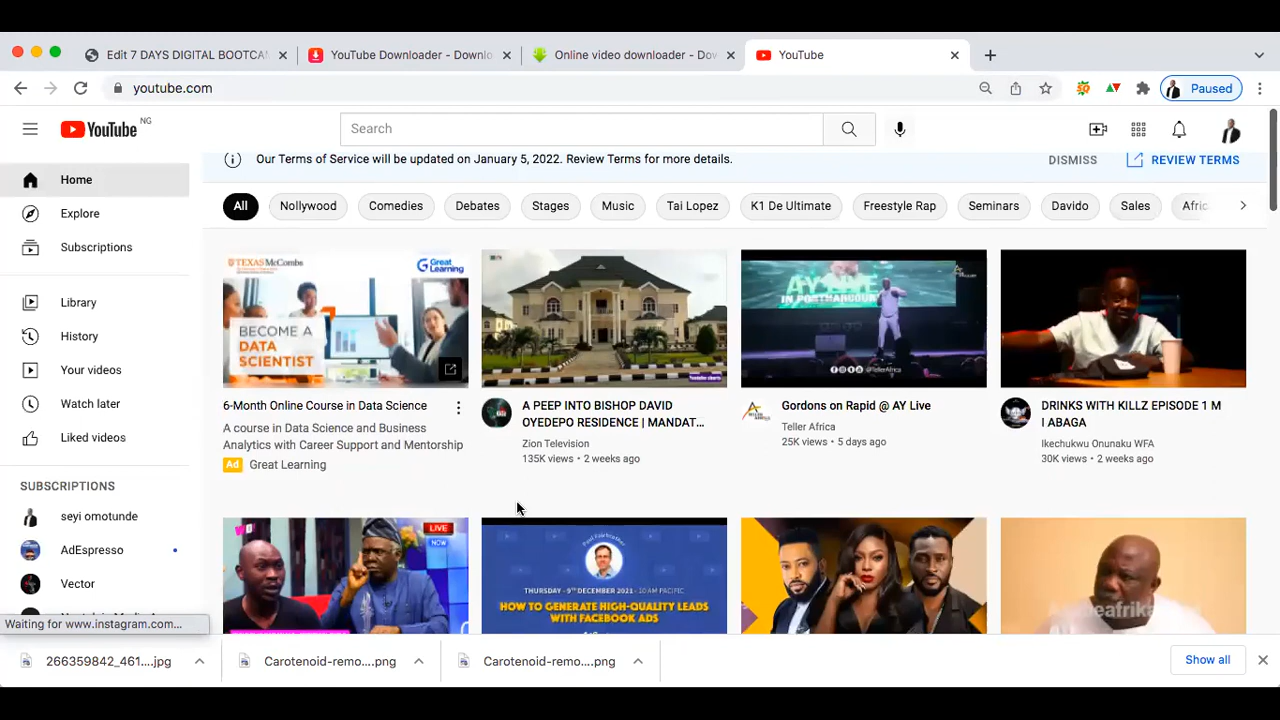 Edit 7 DAYS DIGITAL BOOTCA
YouTube Downloader - Downlo
Online video downloader - Dov
YouTube
youtube.com
Paused
YouTube NG
Search
Our Terms of Service will be updated on January 5, 2022. Review Terms for more details.
DISMISS
REVIEW TERMS
Home
Explore
Subscriptions
Library
History
Your videos
Watch later
Liked videos
SUBSCRIPTIONS
seyi omotunde
AdEspresso
Vector
Waiting for www.instagram.com...
All
Nollywood
Comedies
Debates
Stages
Music
Tai Lopez
K1 De Ultimate
Freestyle Rap
Seminars
Davido
Sales
Afric
TEXAS McCombs
Great Learning
BECOME A
DATA
SCIENTIST
6-Month Online Course in Data Science
A course in Data Science and Business
Analytics with Career Support and Mentorship
Ad Great Learning
A PEEP INTO BISHOP DAVID
OYEDEPO RESIDENCE | MANDAT...
Zion Television
135K views • 2 weeks ago
AY LIVE
IN PORTHARCOURT
@TellerAfrica
Gordons on Rapid @ AY Live
Teller Africa
25K views • 5 days ago
DRINKS WITH KILLZ EPISODE 1 M
I ABAGA
Ikechukwu Onunaku WFA
30K views • 2 weeks ago
LIVE
NOW
THURSDAY - 9TH DECEMBER 2021 - 10AM PACIFIC
HOW TO GENERATE HIGH-QUALITY LEADS
WITH FACEBOOK ADS
266359842_461....jpg
Carotenoid-remo....png
Carotenoid-remo....png
Show all